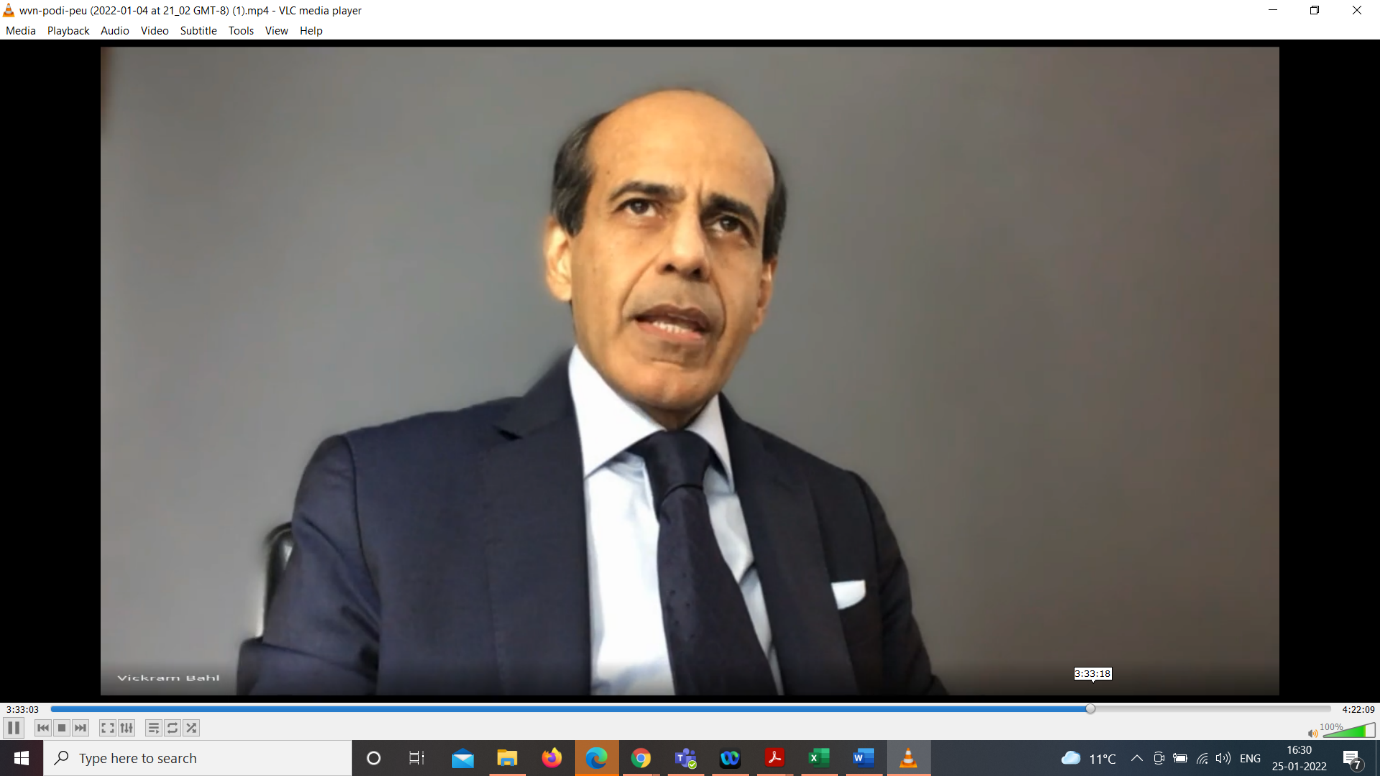 wvn-podi-peu (2022-01-04 at 21_02 GMT-8) (1).mp4 - VLC media player
Media Playback Audio Video Subtitle Tools View Help
Vickram Bahl
3:33:18
3:33:03
4:22:09
100%
Type here to search
11°C
ENG
16:30
25-01-2022
7